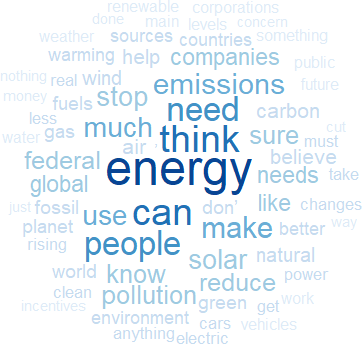 renewable corporations
done main levels concern
weather sources countries something
warming help companies public
nothing real wind emissions future
money fuels stop need carbon cut
less much think sure must
water gas air ' believe
federal energy needs take
global can like changes
just fossil use don' make better way
planet people
rising know solar natural
world reduce power
clean pollution green get work
incentives environment cars vehicles
anything electric